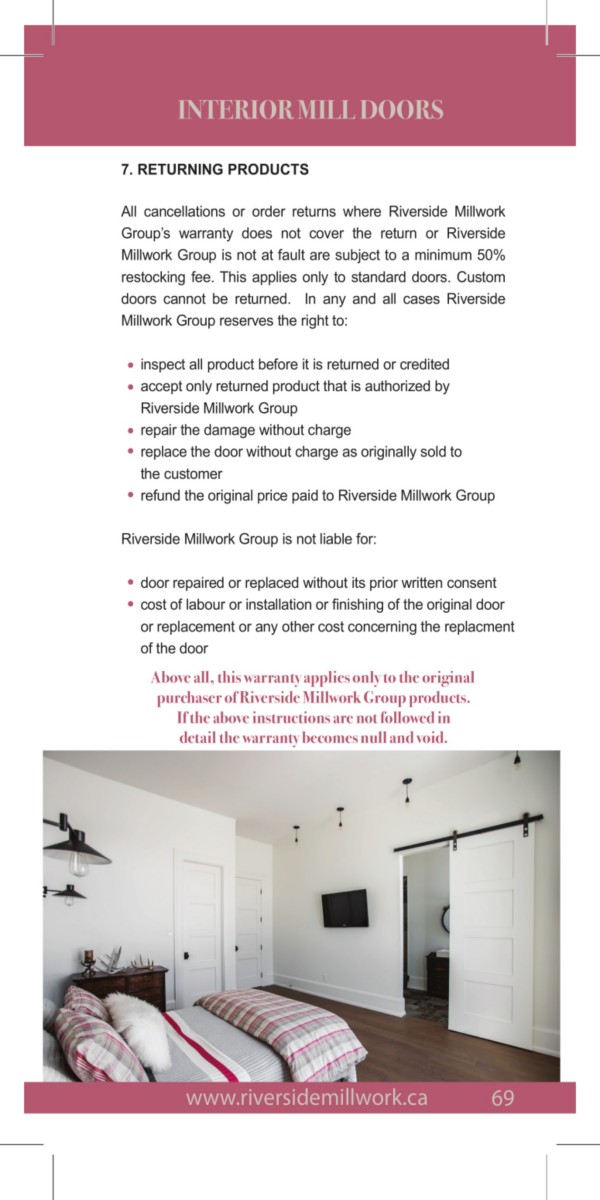 INTERIOR MILL DOORS
7. RETURNING PRODUCTS
All cancellations or order returns where Riverside Millwork
Group's warranty does not cover the return or Riverside
Millwork Group is not at fault are subject to a minimum 50%
restocking fee. This applies only to standard doors. Custom
doors cannot be returned. In any and all cases Riverside
Millwork Group reserves the right to:
• inspect all product before it is returned or credited
• accept only returned product that is authorized by
Riverside Millwork Group
• repair the damage without charge
• replace the door without charge as originally sold to
the customer
• refund the original price paid to Riverside Millwork Group
Riverside Millwork Group is not liable for:
• door repaired or replaced without its prior written consent
• cost of labour or installation or finishing of the original door
or replacement or any other cost concerning the replacment
of the door
Above all, this warranty applies only to the original
purchaser of Riverside Millwork Group products.
If the above instructions are not followed in
detail the warranty becomes null and void.
www.riversidemillwork.ca 69